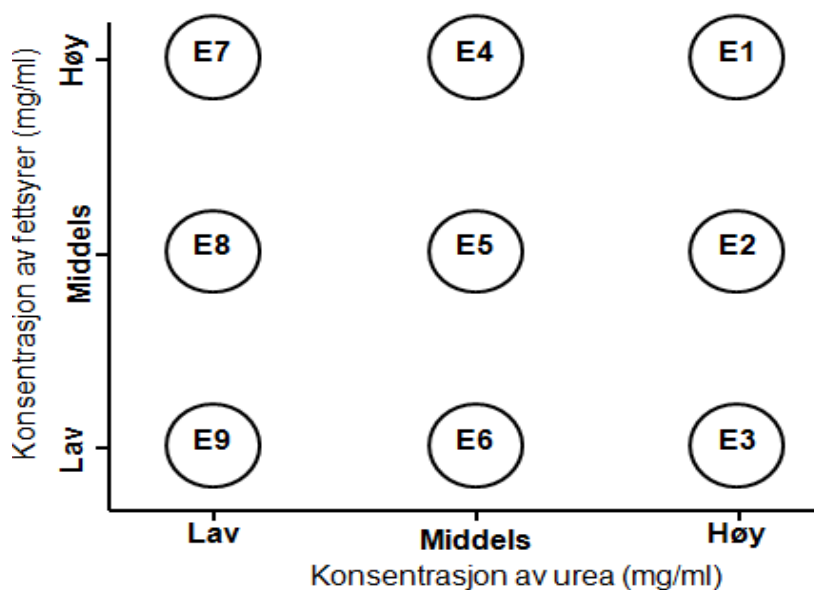 Konsentrasjon av fettsyrer (mg/ml)
Høy
Middels
Lav
E7 E4 E1
E8 E5 E2
E9 E6 E3
Lav Middels Høy
Konsentrasjon av urea (mg/ml)